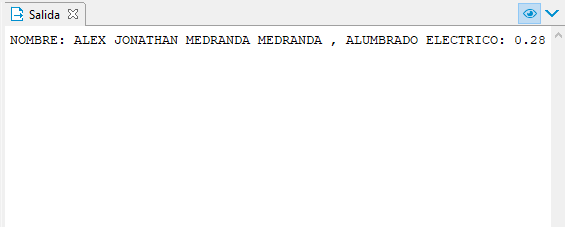 Salida
NOMBRE: ALEX JONATHAN MEDRANDA MEDRANDA , ALUMBRADO ELECTRICO: 0.28